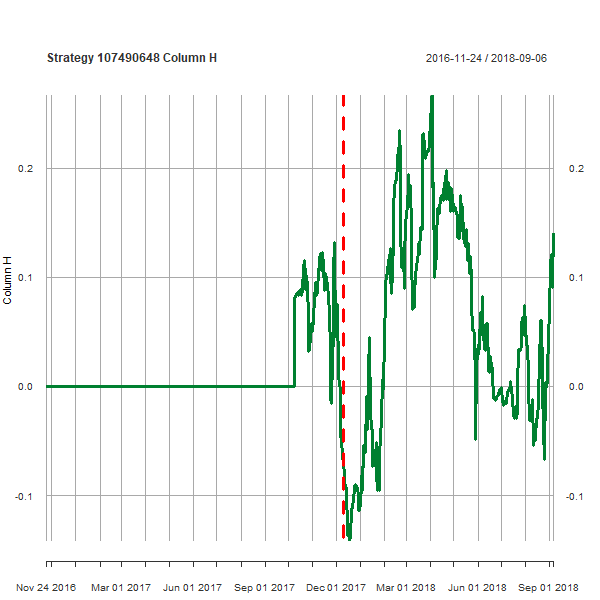 Strategy 107490648 Column H
2016-11-24 / 2018-09-06
0.2
0.2
0.1
0.1
Column H
0.0
0.0
-0.1
-0.1
Nov 24 2016
Mar 01 2017
Jun 01 2017
Sep 01 2017
Dec 01 2017
Mar 01 2018
Jun 01 2018
Sep 01 2018